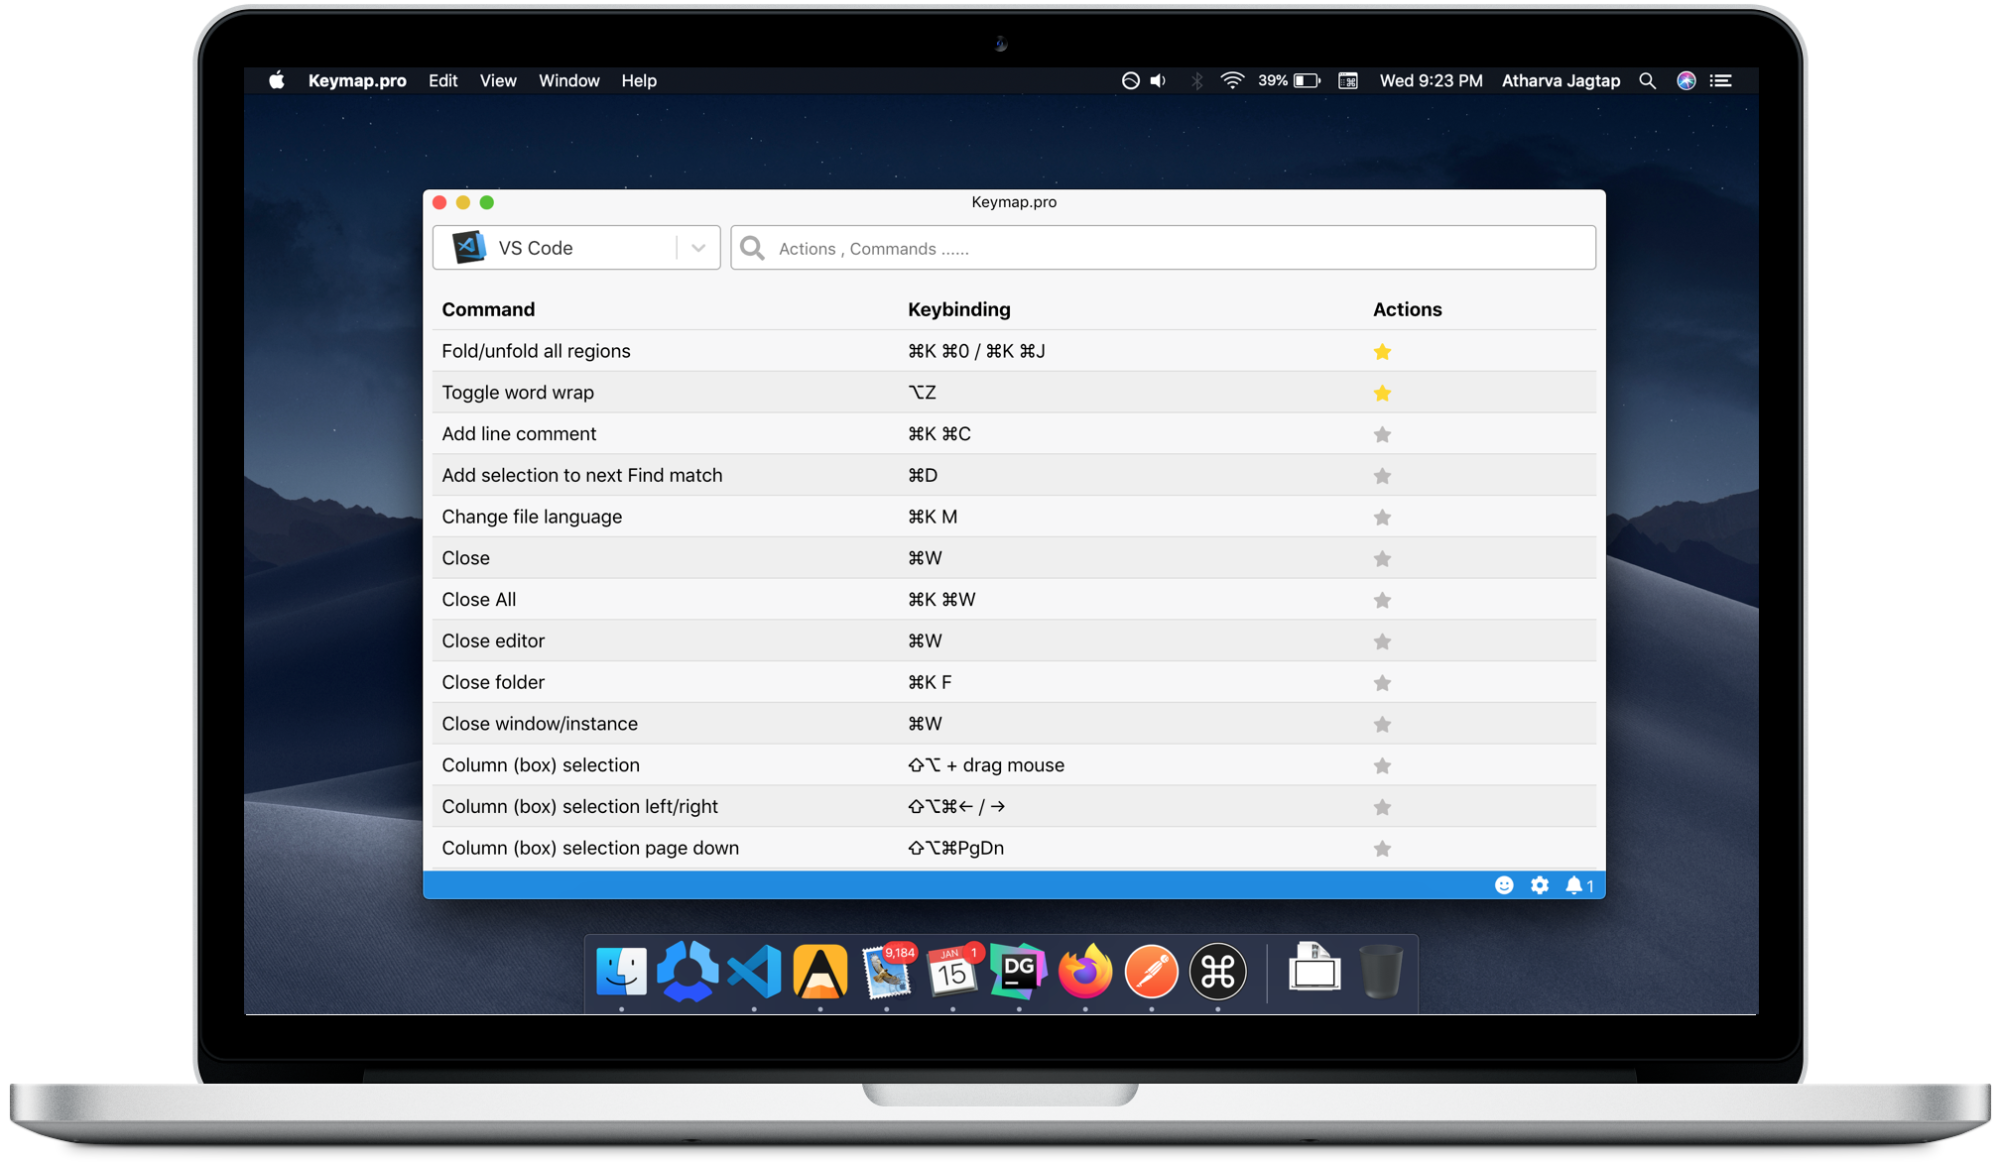 Keymap.pro Edit View Window Help 39% Wed 9:23 PM Atharva Jagtap
Keymap.pro
VS Code Actions , Commands ......
Command Keybinding Actions
Fold/unfold all regions ⌘K ⌘0 / ⌘K ⌘J
Toggle word wrap ⌥Z
Add line comment ⌘K ⌘C
Add selection to next Find match ⌘D
Change file language ⌘K M
Close ⌘W
Close All ⌘K ⌘W
Close editor ⌘W
Close folder ⌘K F
Close window/instance ⌘W
Column (box) selection ⇧⌥ + drag mouse
Column (box) selection left/right ⇧⌥⌘← / →
Column (box) selection page down ⇧⌥⌘PgDn
1
9,184 JAN 1
15 DG ⌘